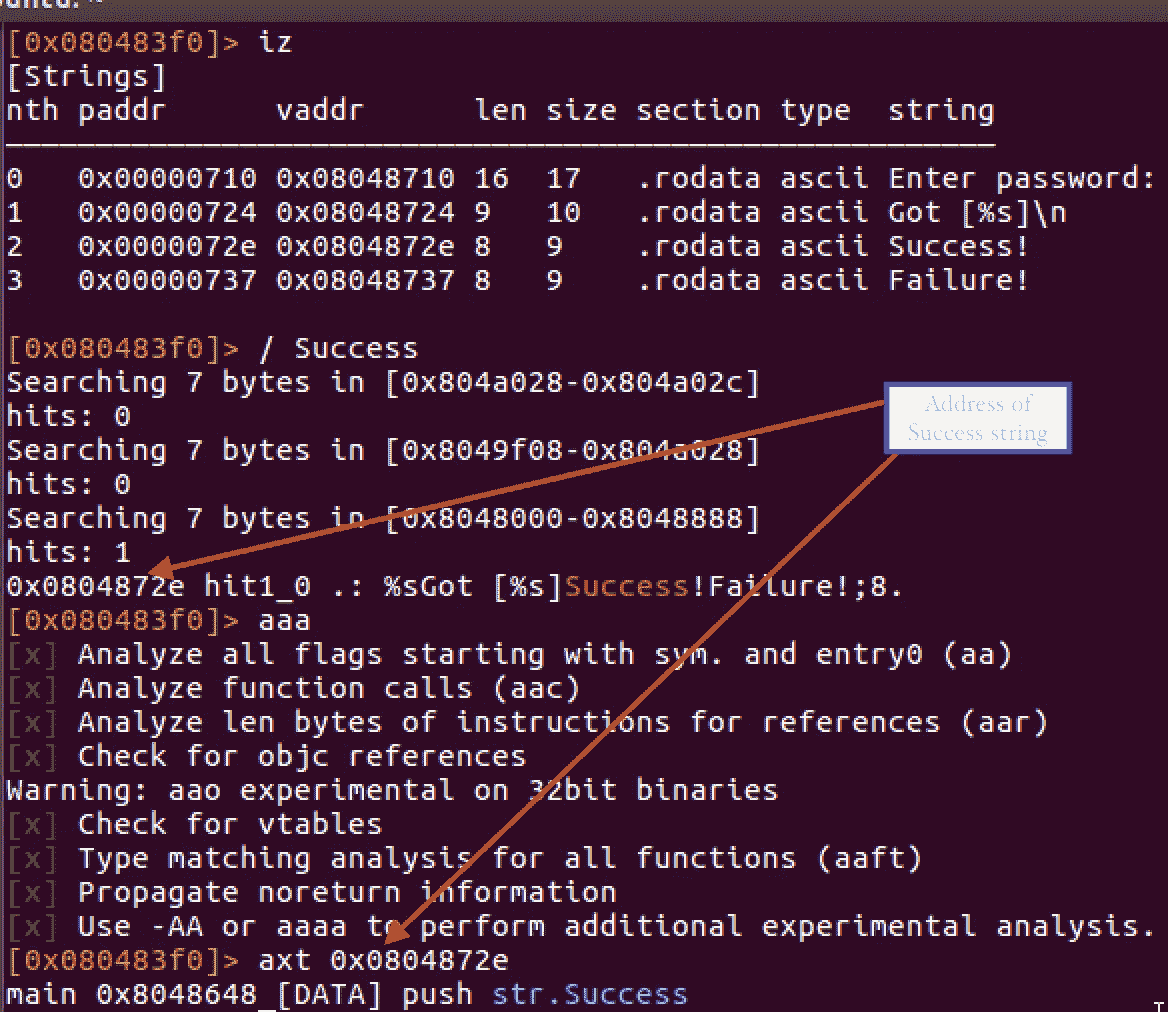 [0x080483f0]> iz
[Strings]
nth paddr vaddr len size section type string
0 0x00000710 0x08048710 16 17 .rodata ascii Enter password:
1 0x00000724 0x08048724 9 10 .rodata ascii Got [%s]\n
2 0x0000072e 0x0804872e 8 9 .rodata ascii Success!
3 0x00000737 0x08048737 8 9 .rodata ascii Failure!
[0x080483f0]> / Success
Searching 7 bytes in [0x804a028-0x804a02c]
hits: 0
Address of
Success string
Searching 7 bytes in [0x8049f08-0x804a028]
hits: 0
Searching 7 bytes in [0x8048000-0x8048888]
hits: 1
0x0804872e hit1_0 .: %sGot [%s]Success!Failure!;8.
[0x080483f0]> aaa
[x] Analyze all flags starting with sym. and entry0 (aa)
[x] Analyze function calls (aac)
[x] Analyze len bytes of instructions for references (aar)
[x] Check for objc references
Warning: aao experimental on 32bit binaries
[x] Check for vtables
[x] Type matching analysis for all functions (aaft)
[x] Propagate noreturn information
[x] Use -AA or aaaa to perform additional experimental analysis.
[0x080483f0]> axt 0x0804872e
main 0x8048648 [DATA] push str.Success